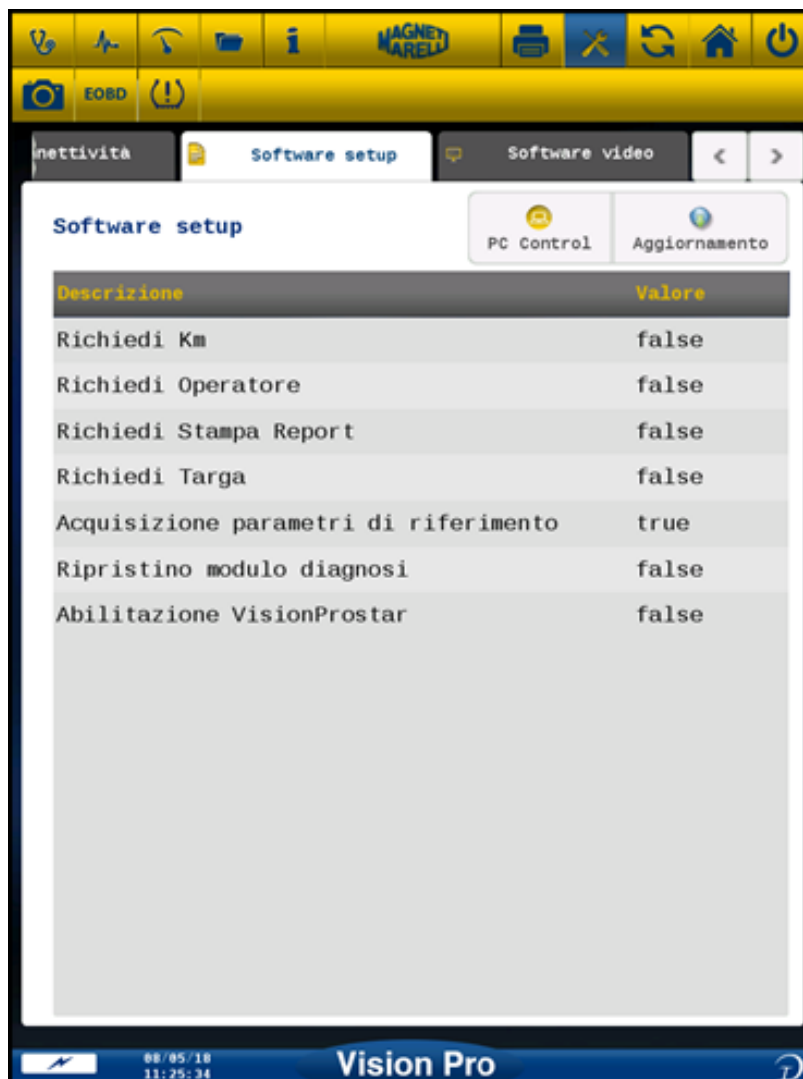 MAGNETI
MARELLI
EOBD
nettività
Software setup
Software video
Software setup
PC Control
Aggiornamento
Descrizione Valore
Richiedi Km false
Richiedi Operatore false
Richiedi Stampa Report false
Richiedi Targa false
Acquisizione parametri di riferimento true
Ripristino modulo diagnosi false
Abilitazione VisionProstar false
08/05/18
11:25:34
Vision Pro